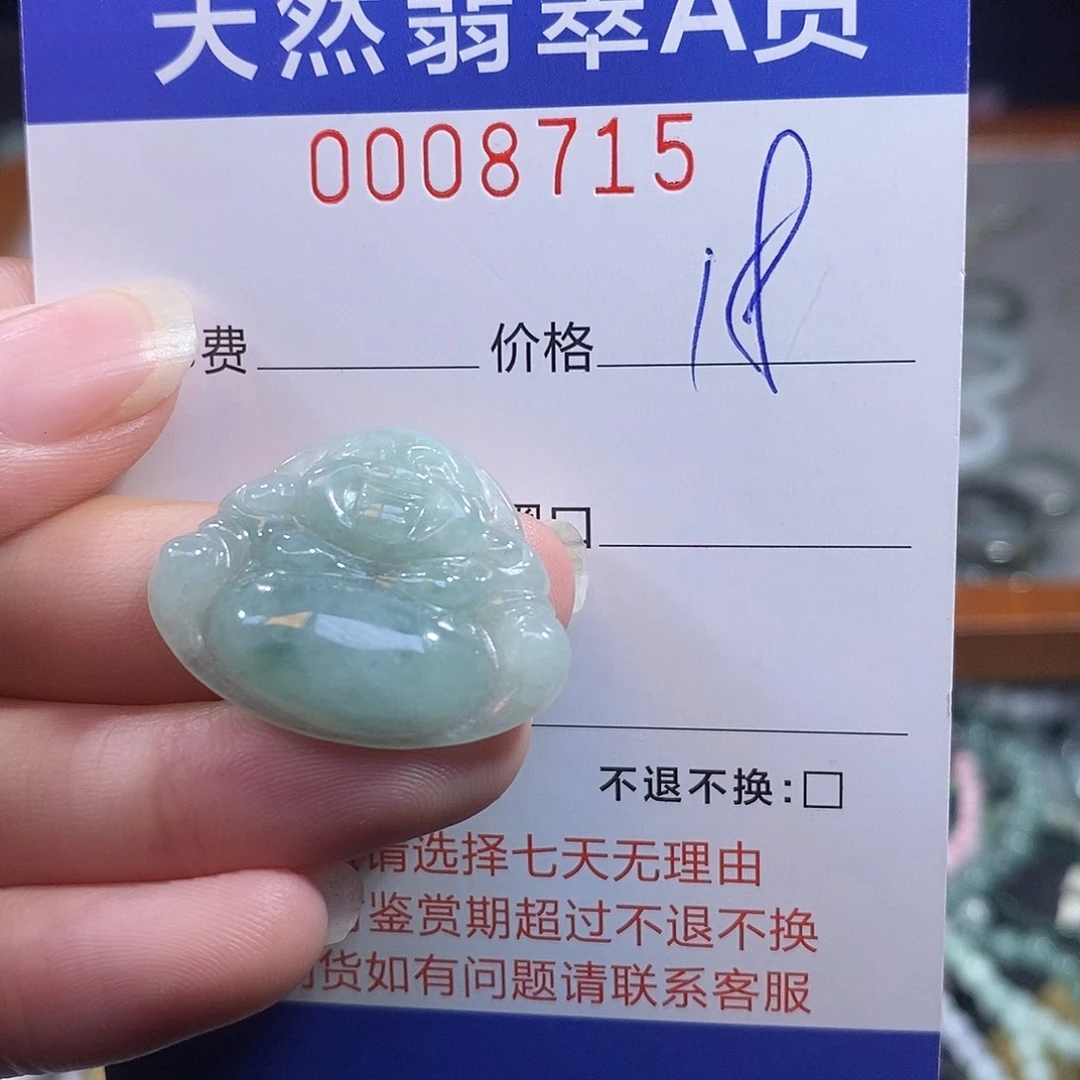 天然翡翠A货
0008715
18
费 价格
口
不退不换:□
请选择七天无理由
鉴赏期超过不退不换
货如有问题请联系客服